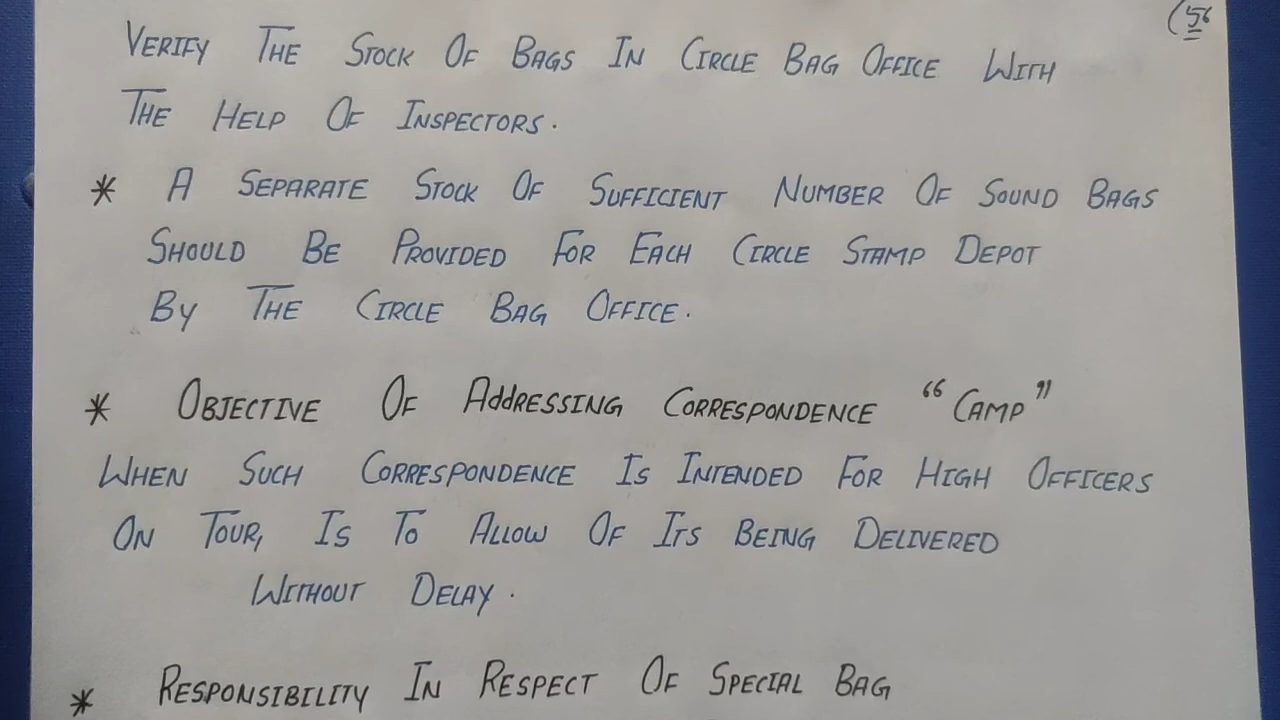 (56
VERIFY THE STOCK OF BAGS IN CIRCLE BAG OFFICE WITH
THE HELP OF INSPECTORS.
* A SEPARATE STOCK OF SUFFICIENT NUMBER OF SOUND BAGS
SHOULD BE PROVIDED FOR EACH CIRCLE STAMP DEPOT
BY THE CIRCLE BAG OFFICE.
* OBJECTIVE OF ADDRESSING CORRESPONDENCE "CAMP"
WHEN SUCH CORRESPONDENCE IS INTENDED FOR HIGH OFFICERS
ON TOUR, IS TO ALLOW OF ITS BEING DELIVERED
WITHOUT DELAY.
* RESPONSIBILITY IN RESPECT OF SPECIAL BAG